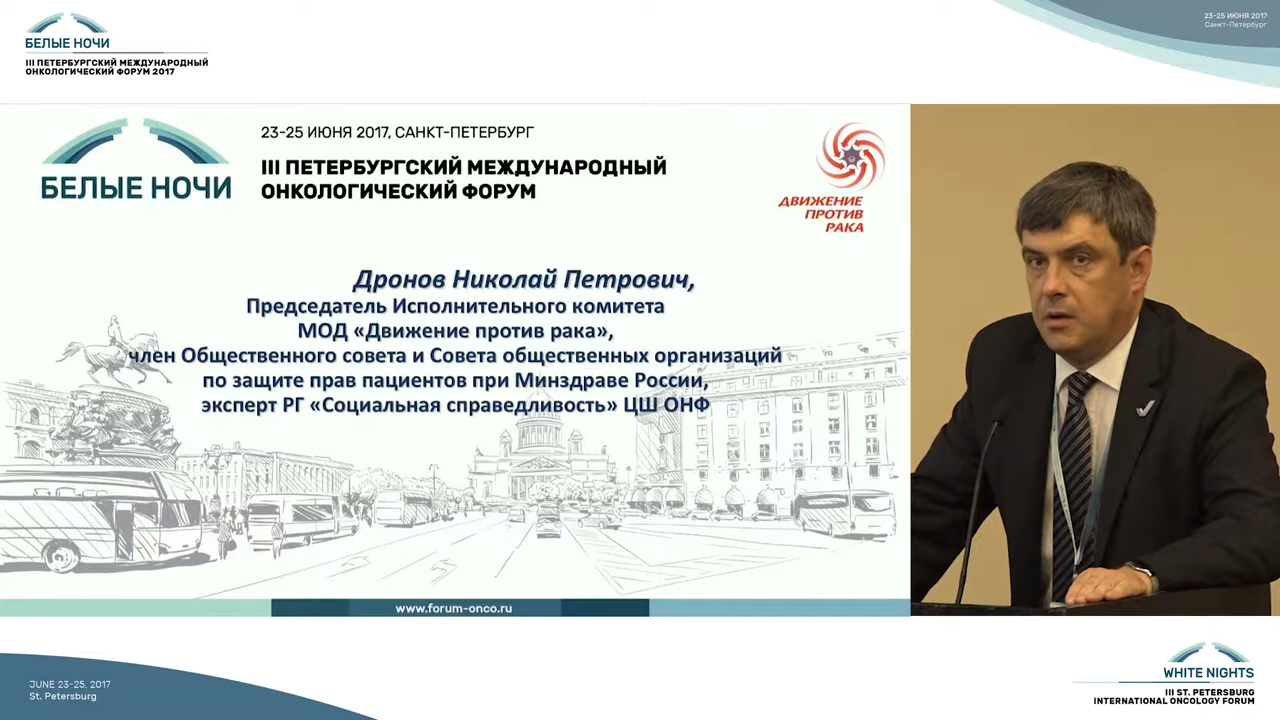 БЕЛЫЕ НОЧИ
III ПЕТЕРБУРГСКИЙ МЕЖДУНАРОДНЫЙ
ОНКОЛОГИЧЕСКИЙ ФОРУМ 2017
23-25 ИЮНЯ 2017
Санкт-Петербург
БЕЛЫЕ НОЧИ
23-25 ИЮНЯ 2017, САНКТ-ПЕТЕРБУРГ
III ПЕТЕРБУРГСКИЙ МЕЖДУНАРОДНЫЙ
ОНКОЛОГИЧЕСКИЙ ФОРУМ
ДВИЖЕНИЕ
ПРОТИВ
РАКА
Дронов Николай Петрович,
Председатель Исполнительного комитета
МОД «Движение против рака»,
член Общественного совета и Совета общественных организаций
по защите прав пациентов при Минздраве России,
эксперт РГ «Социальная справедливость» ЦШ ОНФ
www.forum-onco.ru
JUNE 23-25, 2017
St. Petersburg
WHITE NIGHTS
III ST. PETERSBURG
INTERNATIONAL ONCOLOGY FORUM